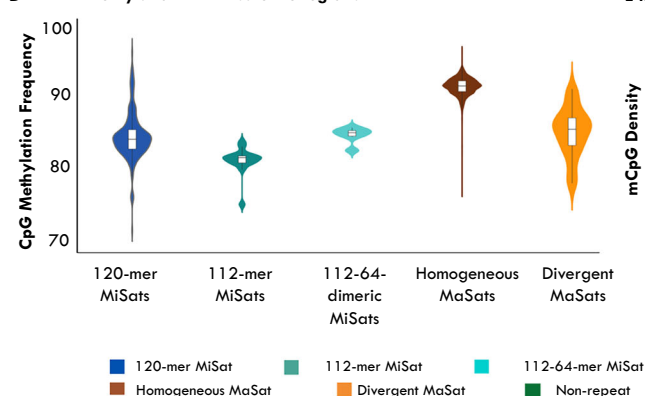 100
90
80
70
CpG Methylation Frequency
mCpG Density
120-mer MiSats
112-mer MiSats
112-64-dimeric MiSats
Homogeneous MaSats
Divergent MaSats
120-mer MiSat
112-mer MiSat
112-64-mer MiSat
Homogeneous MaSat
Divergent MaSat
Non-repeat